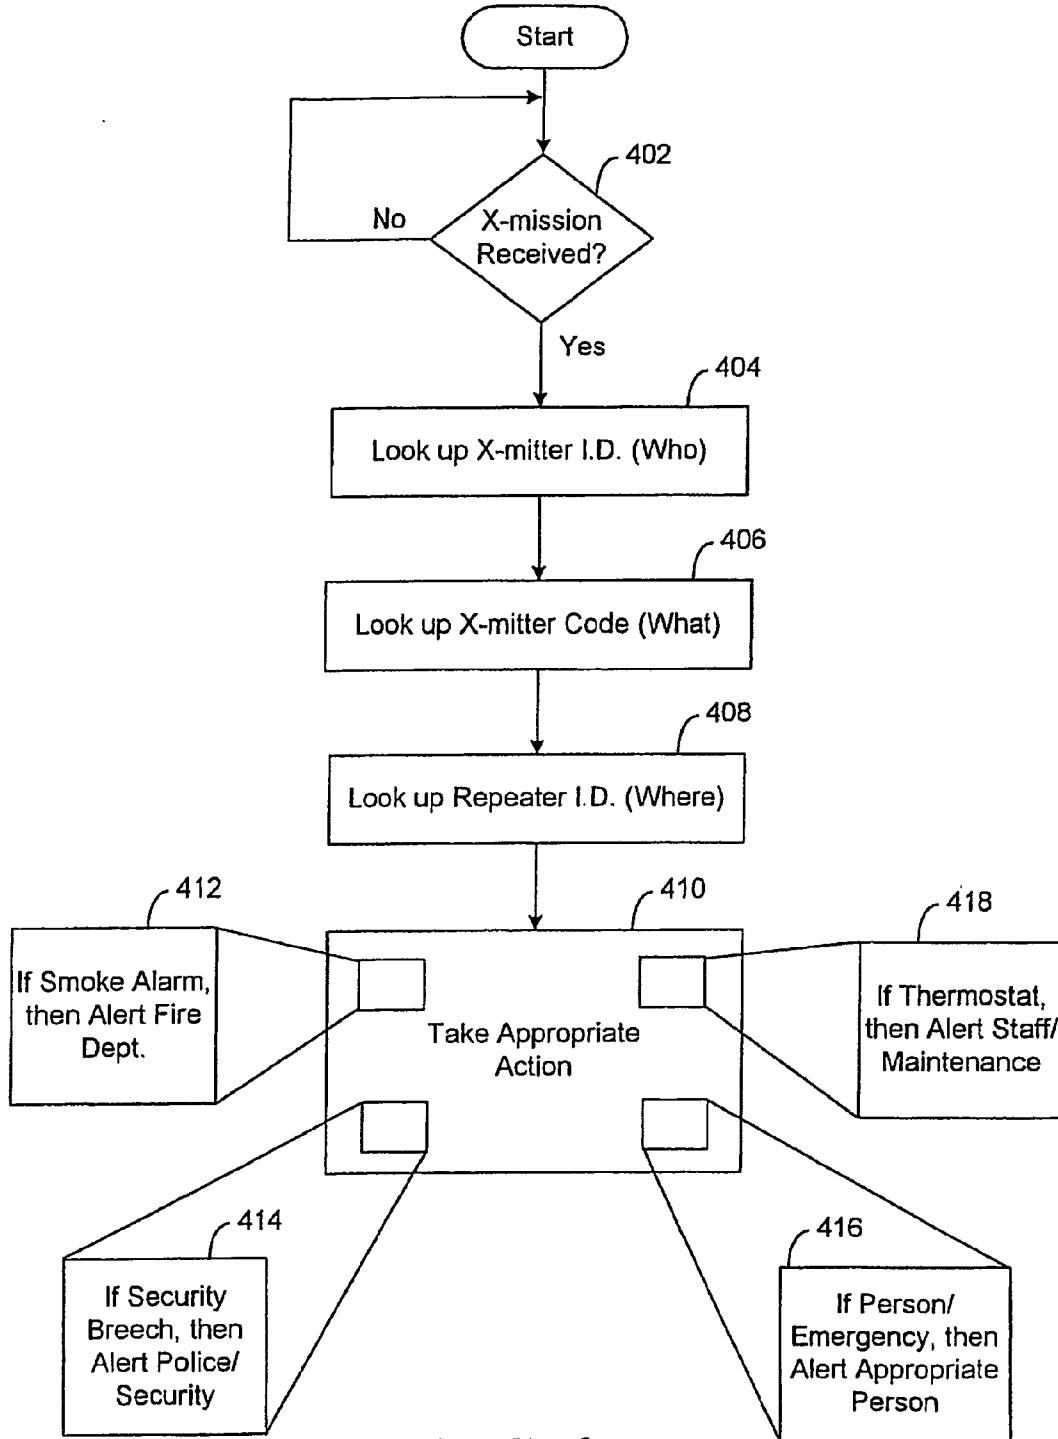 Start
402
X-mission
Received?
No
Yes
404
Look up X-mitter I.D. (Who)
406
Look up X-mitter Code (What)
408
Look up Repeater I.D. (Where)
412
410
418
If Smoke Alarm,
then Alert Fire
Dept.
Take Appropriate
Action
If Thermostat,
then Alert Staff/
Maintenance
414
If Security
Breech, then
Alert Police/
Security
416
If Person/
Emergency, then
Alert Appropriate
Person